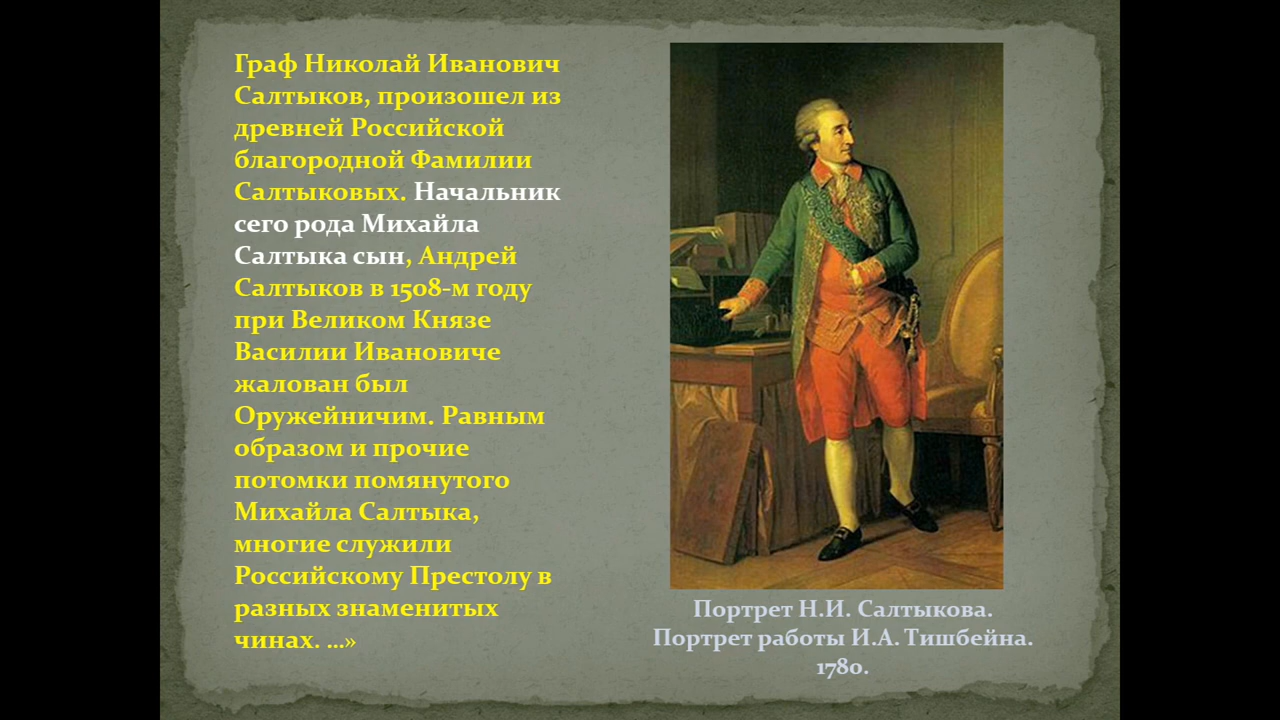 Граф Николай Иванович
Салтыков, произошел из
древней Российской
благородной Фамилии
Салтыковых. Начальник
сего рода Михайла
Салтыка сын, Андрей
Салтыков в 1508-м году
при Великом Князе
Василии Ивановиче
жалован был
Оружейничим. Равным
образом и прочие
потомки помянутого
Михайла Салтыка,
многие служили
Российскому Престолу в
разных знаменитых
чинах. ...»
Портрет Н.И. Салтыкова.
Портрет работы И.А. Тишбейна.
1780.